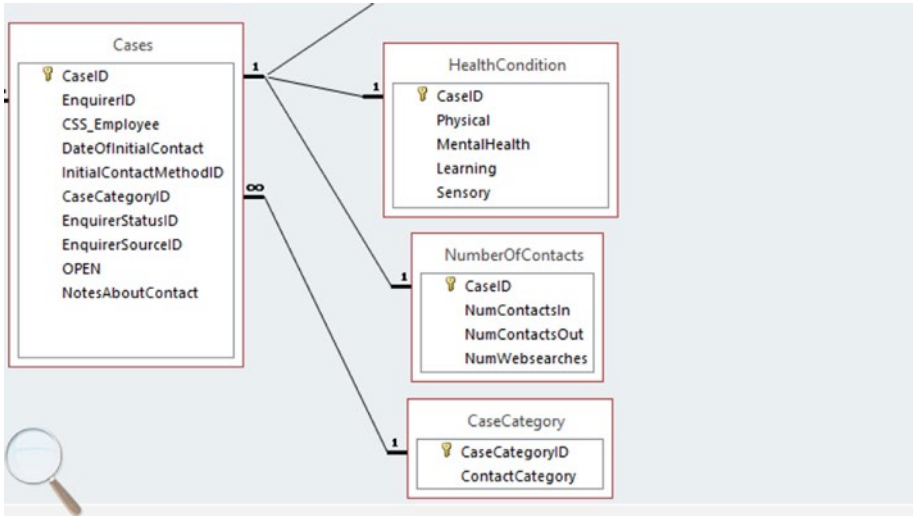 Cases
CaseID
EnquirerID
CSS_Employee
DateOfInitialContact
InitialContactMethodID
CaseCategoryID
EnquirerStatusID
EnquirerSourceID
OPEN
NotesAboutContact
1
∞
1
HealthCondition
CaseID
Physical
MentalHealth
Learning
Sensory
1
NumberOfContacts
CaseID
NumContactsIn
NumContactsOut
NumWebsearches
1
CaseCategory
CaseCategoryID
ContactCategory